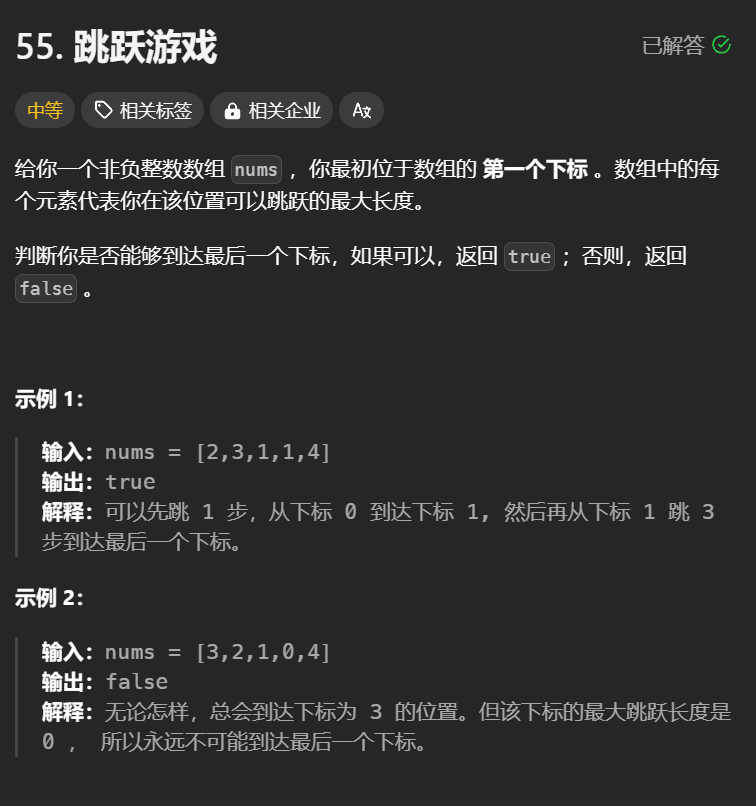 55. 跳跃游戏
已解答
中等 相关标签 相关企业
给你一个非负整数数组 nums ，你最初位于数组的 第一个下标 。数组中的每
个元素代表你在该位置可以跳跃的最大长度。
判断你是否能够到达最后一个下标，如果可以，返回 true ；否则，返回
false 。
示例 1：
输入：nums = [2,3,1,1,4]
输出：true
解释：可以先跳 1 步，从下标 0 到达下标 1, 然后再从下标 1 跳 3
步到达最后一个下标。
示例 2：
输入：nums = [3,2,1,0,4]
输出：false
解释：无论怎样，总会到达下标为 3 的位置。但该下标的最大跳跃长度是
0 ， 所以永远不可能到达最后一个下标。